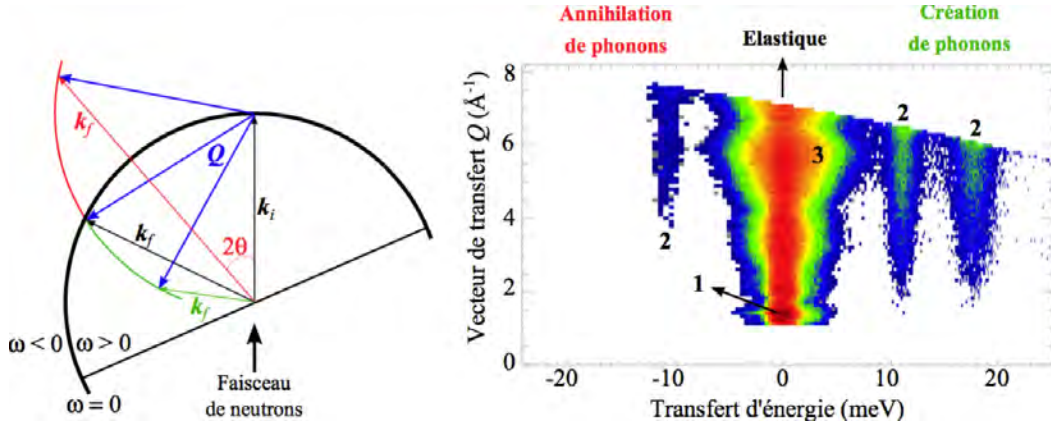 k_f
Q
k_i
k_f
2θ
k_f
ω < 0
ω > 0
ω = 0
Faisceau
de neutrons
Annihilation
de phonons
Elastique
Création
de phonons
Vecteur de transfert Q (Å⁻¹)
8
6
4
2
0
2
2
3
2
1
-20
-10
0
10
20
Transfert d'énergie (meV)